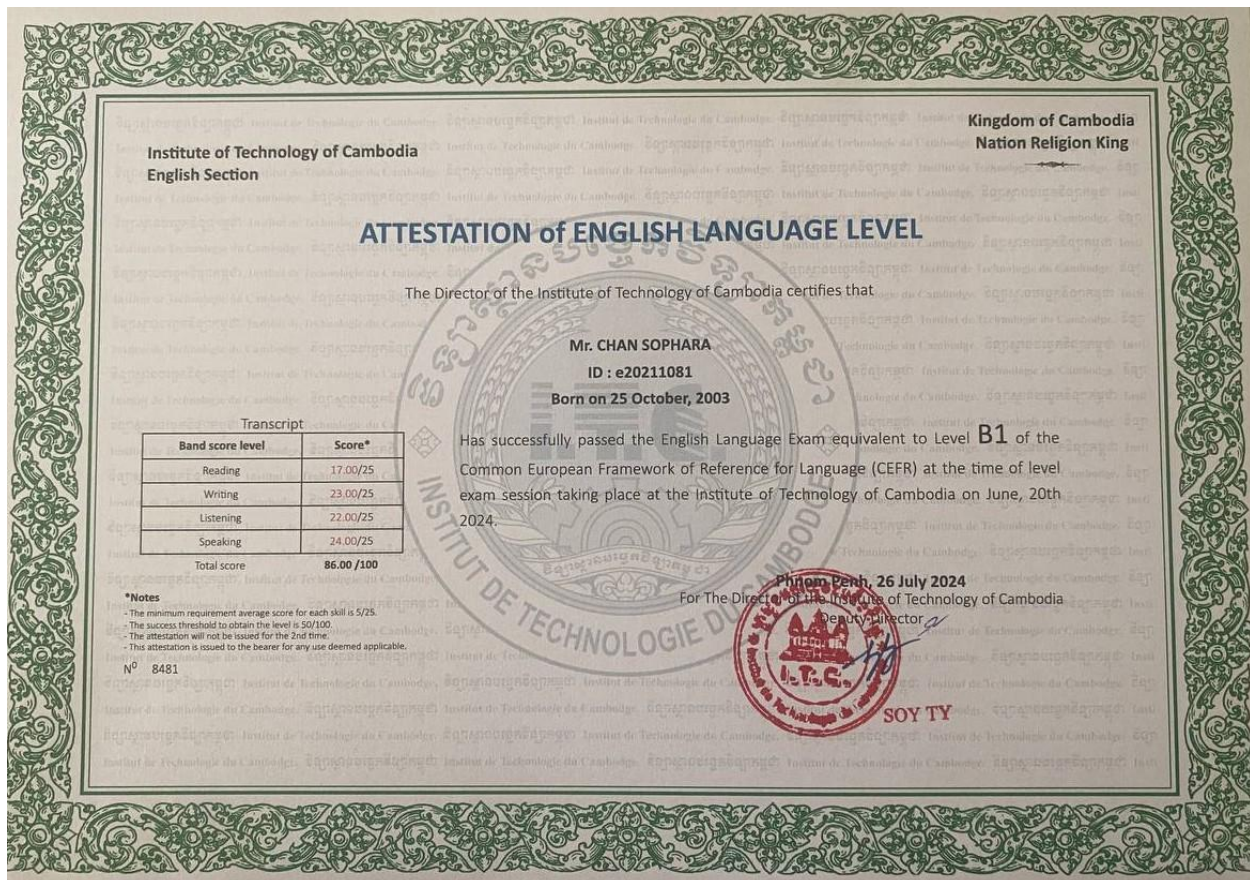 Institute of Technology of Cambodia
English Section
Kingdom of Cambodia
Nation Religion King
ATTESTATION of ENGLISH LANGUAGE LEVEL
The Director of the Institute of Technology of Cambodia certifies that
Mr. CHAN SOPHARA
ID : e20211081
Born on 25 October, 2003
Has successfully passed the English Language Exam equivalent to Level B1 of the
Common European Framework of Reference for Language (CEFR) at the time of level
exam session taking place at the Institute of Technology of Cambodia on June, 20th
2024.
Transcript
Band score level Score*
Reading 17.00/25
Writing 23.00/25
Listening 22.00/25
Speaking 24.00/25
Total score 86.00 /100
*Notes
- The minimum requirement average score for each skill is 5/25.
- The success threshold to obtain the level is 50/100.
- The attestation will not be issued for the 2nd time.
- This attestation is issued to the bearer for any use deemed applicable.
N⁰ 8481
Phnom Penh, 26 July 2024
For The Director of the Institute of Technology of Cambodia
Deputy Director
I.T.C.
SOY TY
ITC
INSTITUT DE TECHNOLOGIE DU CAMBODGE